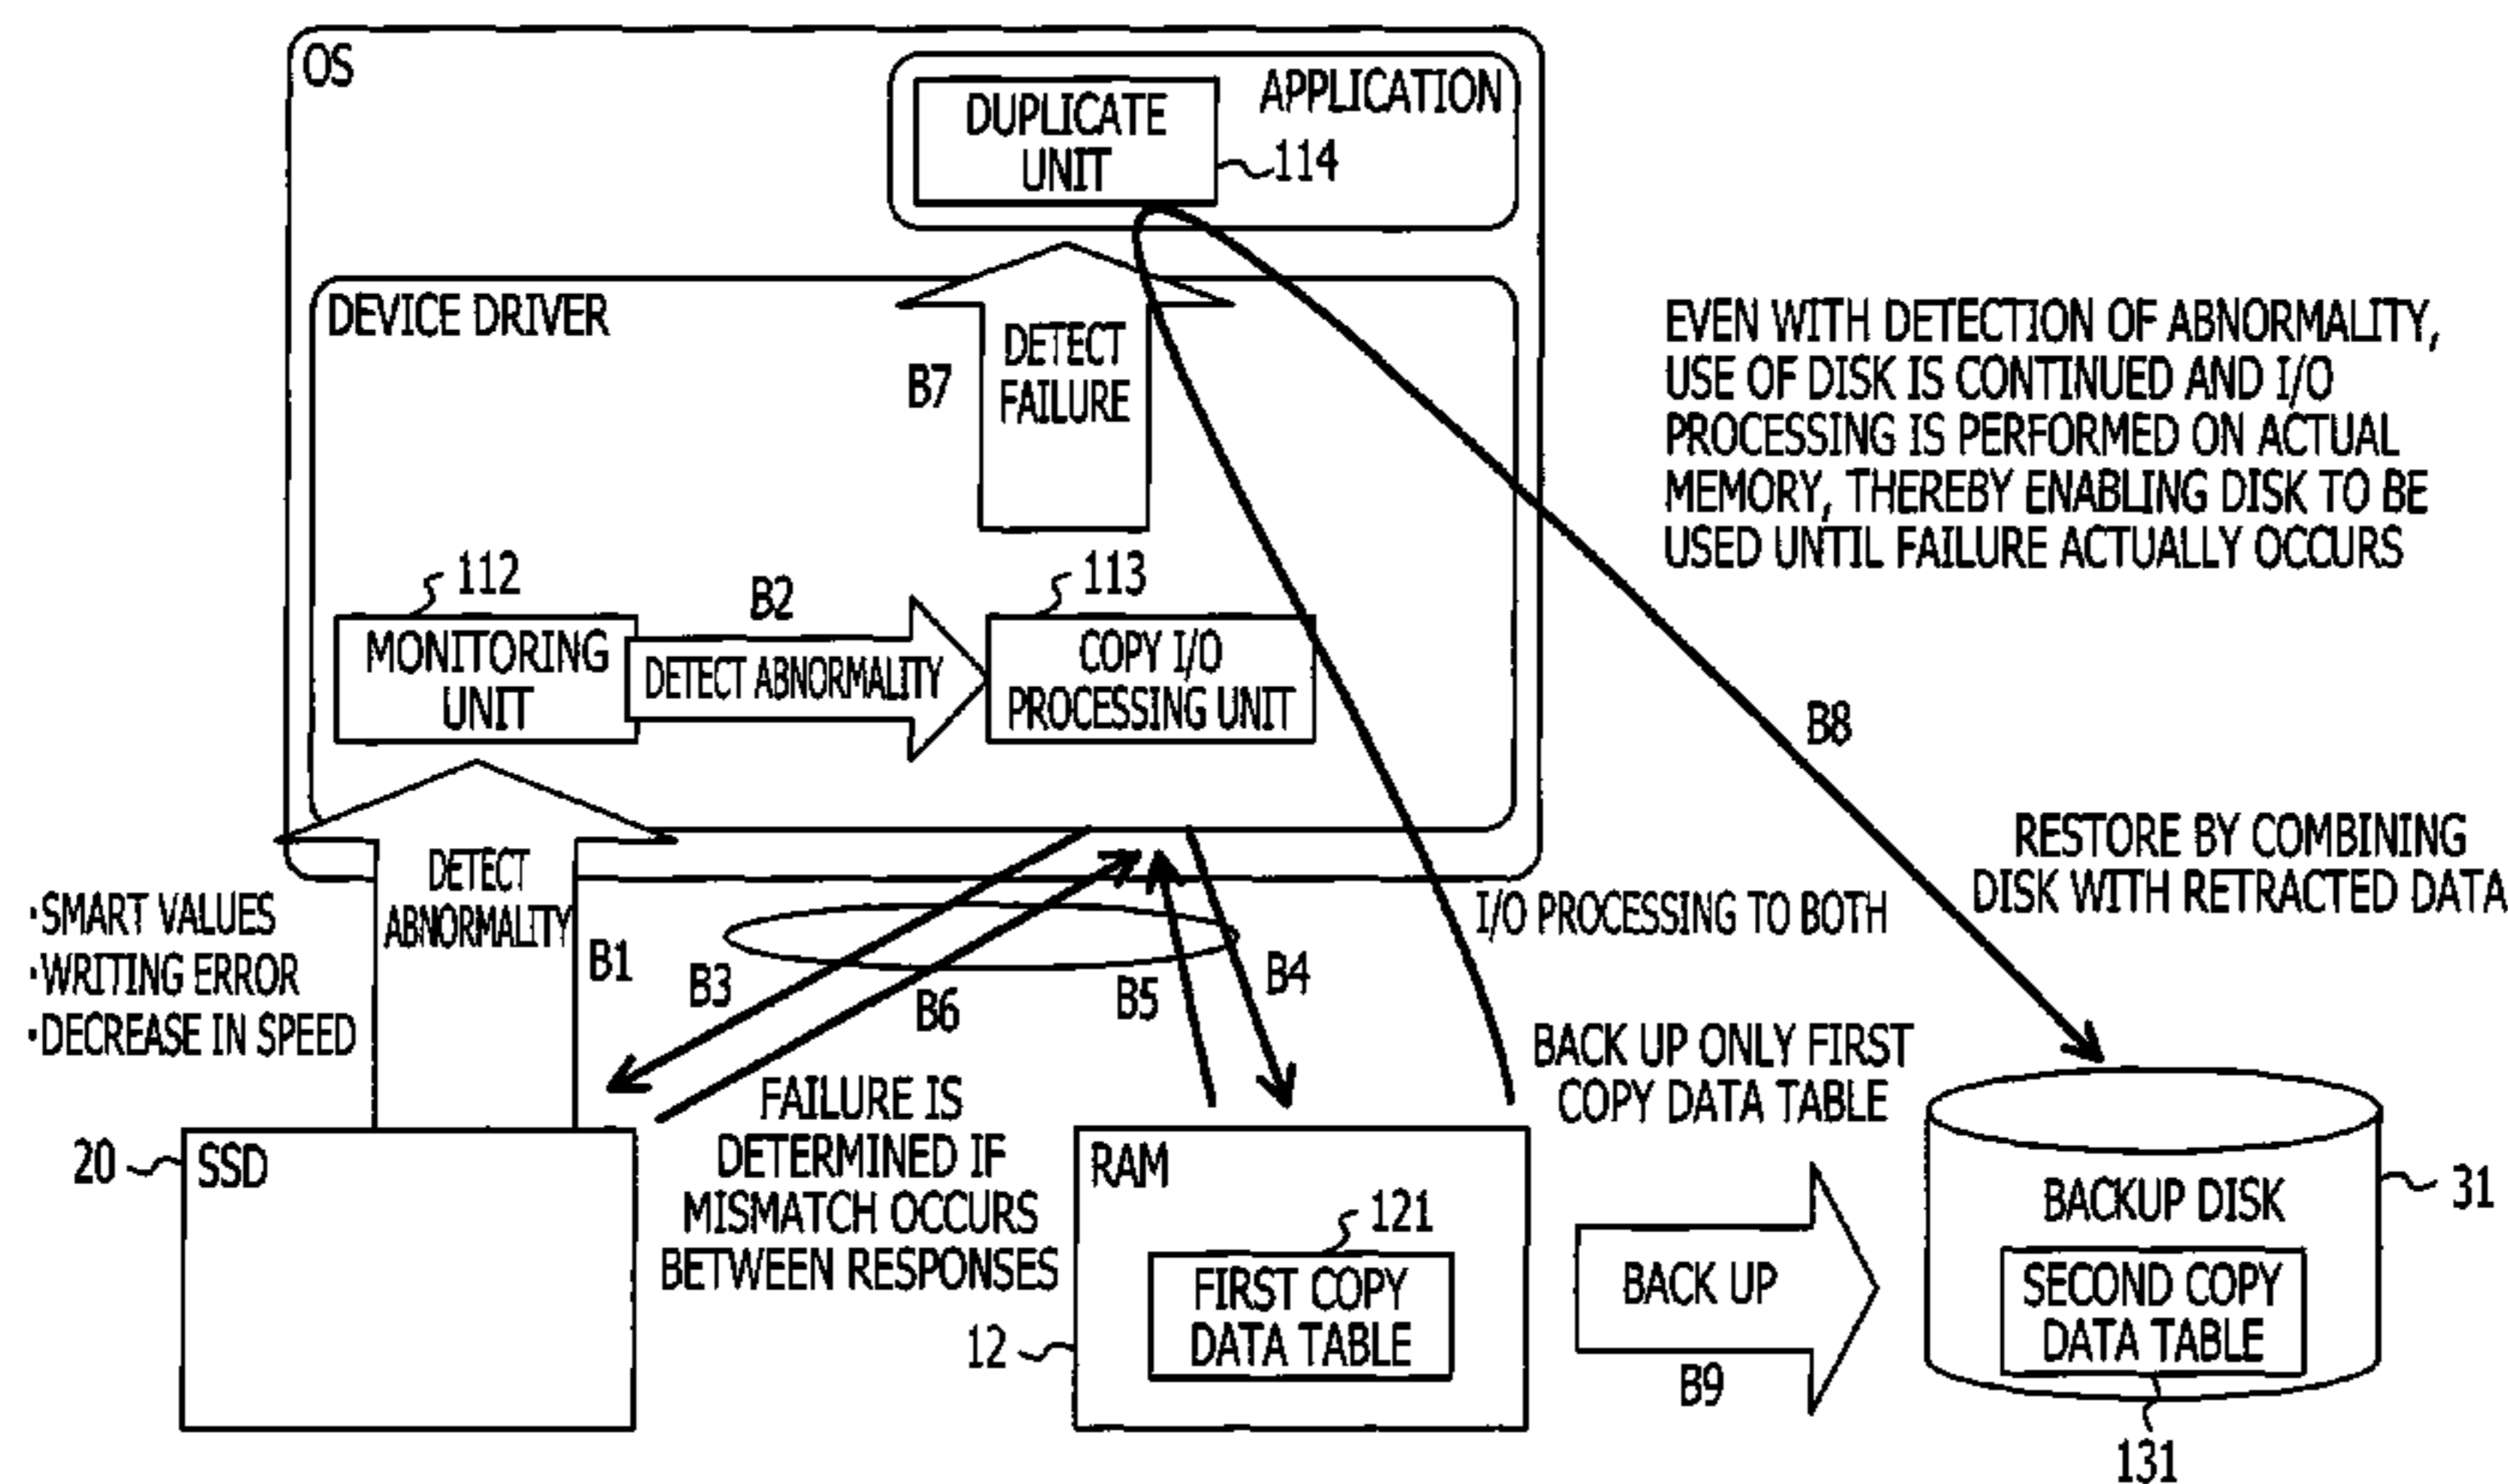 OS
APPLICATION
DUPLICATE
UNIT
114
DEVICE DRIVER
DETECT
FAILURE
B7
EVEN WITH DETECTION OF ABNORMALITY,
USE OF DISK IS CONTINUED AND I/O
PROCESSING IS PERFORMED ON ACTUAL
MEMORY, THEREBY ENABLING DISK TO BE
USED UNTIL FAILURE ACTUALLY OCCURS
112
MONITORING
UNIT
B2
DETECT ABNORMALITY
113
COPY I/O
PROCESSING UNIT
B8
DETECT
ABNORMALITY
B1
·SMART VALUES
·WRITING ERROR
·DECREASE IN SPEED
B3
B6
B5
B4
I/O PROCESSING TO BOTH
RESTORE BY COMBINING
DISK WITH RETRACTED DATA
BACK UP ONLY FIRST
COPY DATA TABLE
FAILURE IS
DETERMINED IF
MISMATCH OCCURS
BETWEEN RESPONSES
20
SSD
RAM
12
121
FIRST COPY
DATA TABLE
BACK UP
B9
BACKUP DISK
31
SECOND COPY
DATA TABLE
131